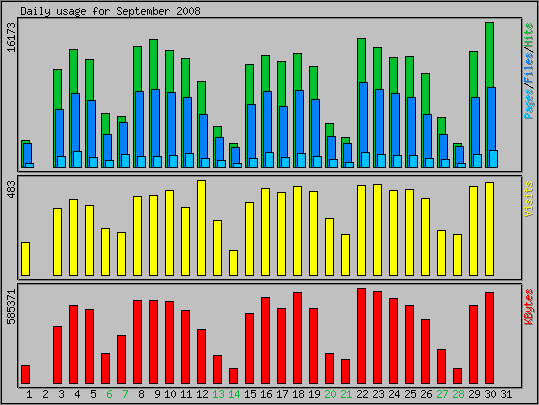 Daily usage for September 2008
16173
Pages/Files/Hits
483
Visits
585371
KBytes
1 2 3 4 5 6 7 8 9 10 11 12 13 14 15 16 17 18 19 20 21 22 23 24 25 26 27 28 29 30 31